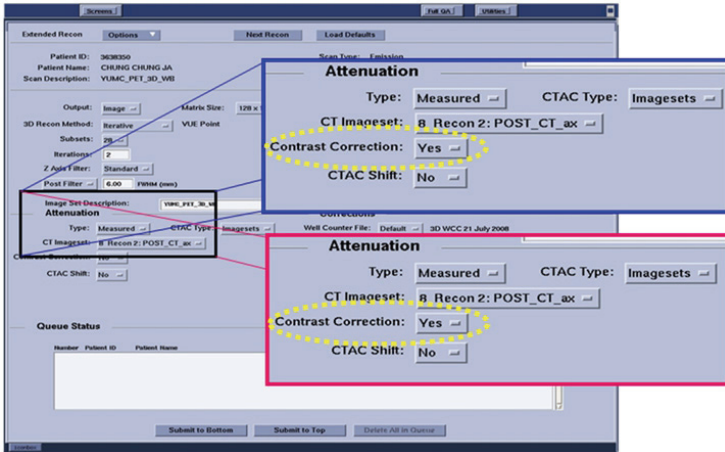 Screens Full QA Utilities
Extended Recon Options Next Recon Load Defaults
Patient ID: 3638350
Patient Name: CHUNG CHUNG JA
Scan Description: YUMC_PET_3D_WB
Scan Type: Emission
Output: Image Matrix Size: 128 x 1
3D Recon Method: Iterative VUE Point
Subsets: 20
Iterations: 2
Z Axis Filter: Standard
Post Filter 6.00 FWHM (mm)
Image Set Description: YUMC_PET_3D_WB
Attenuation Corrections
Type: Measured CTAC Type: Imagesets Well Counter File: Default 3D WCC 21 July 2008
CT Imageset: 8 Recon 2: POST_CT_ax
Contrast Correction: No
CTAC Shift: No
Queue Status
Number Patient ID Patient Name
Submit to Bottom Submit to Top Delete All in Queue
Attenuation
Type: Measured CTAC Type: Imagesets
CT Imageset: 8 Recon 2: POST_CT_ax
Contrast Correction: Yes
CTAC Shift: No
Attenuation
Type: Measured CTAC Type: Imagesets
CT Imageset: 8 Recon 2: POST_CT_ax
Contrast Correction: Yes
CTAC Shift: No